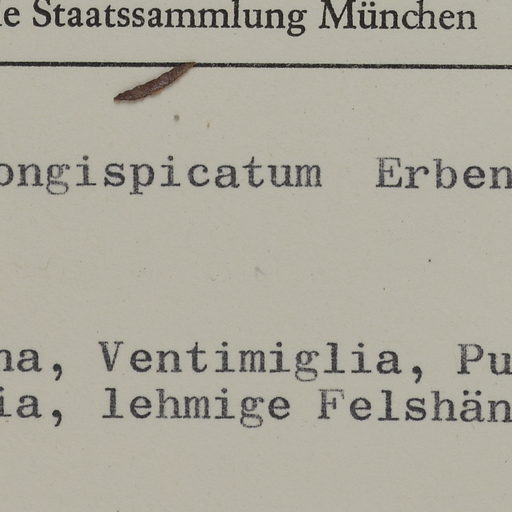 e Staatssammlung München
ongispicatum Erben
na, Ventimiglia, Pu
ia, lehmige Felshän